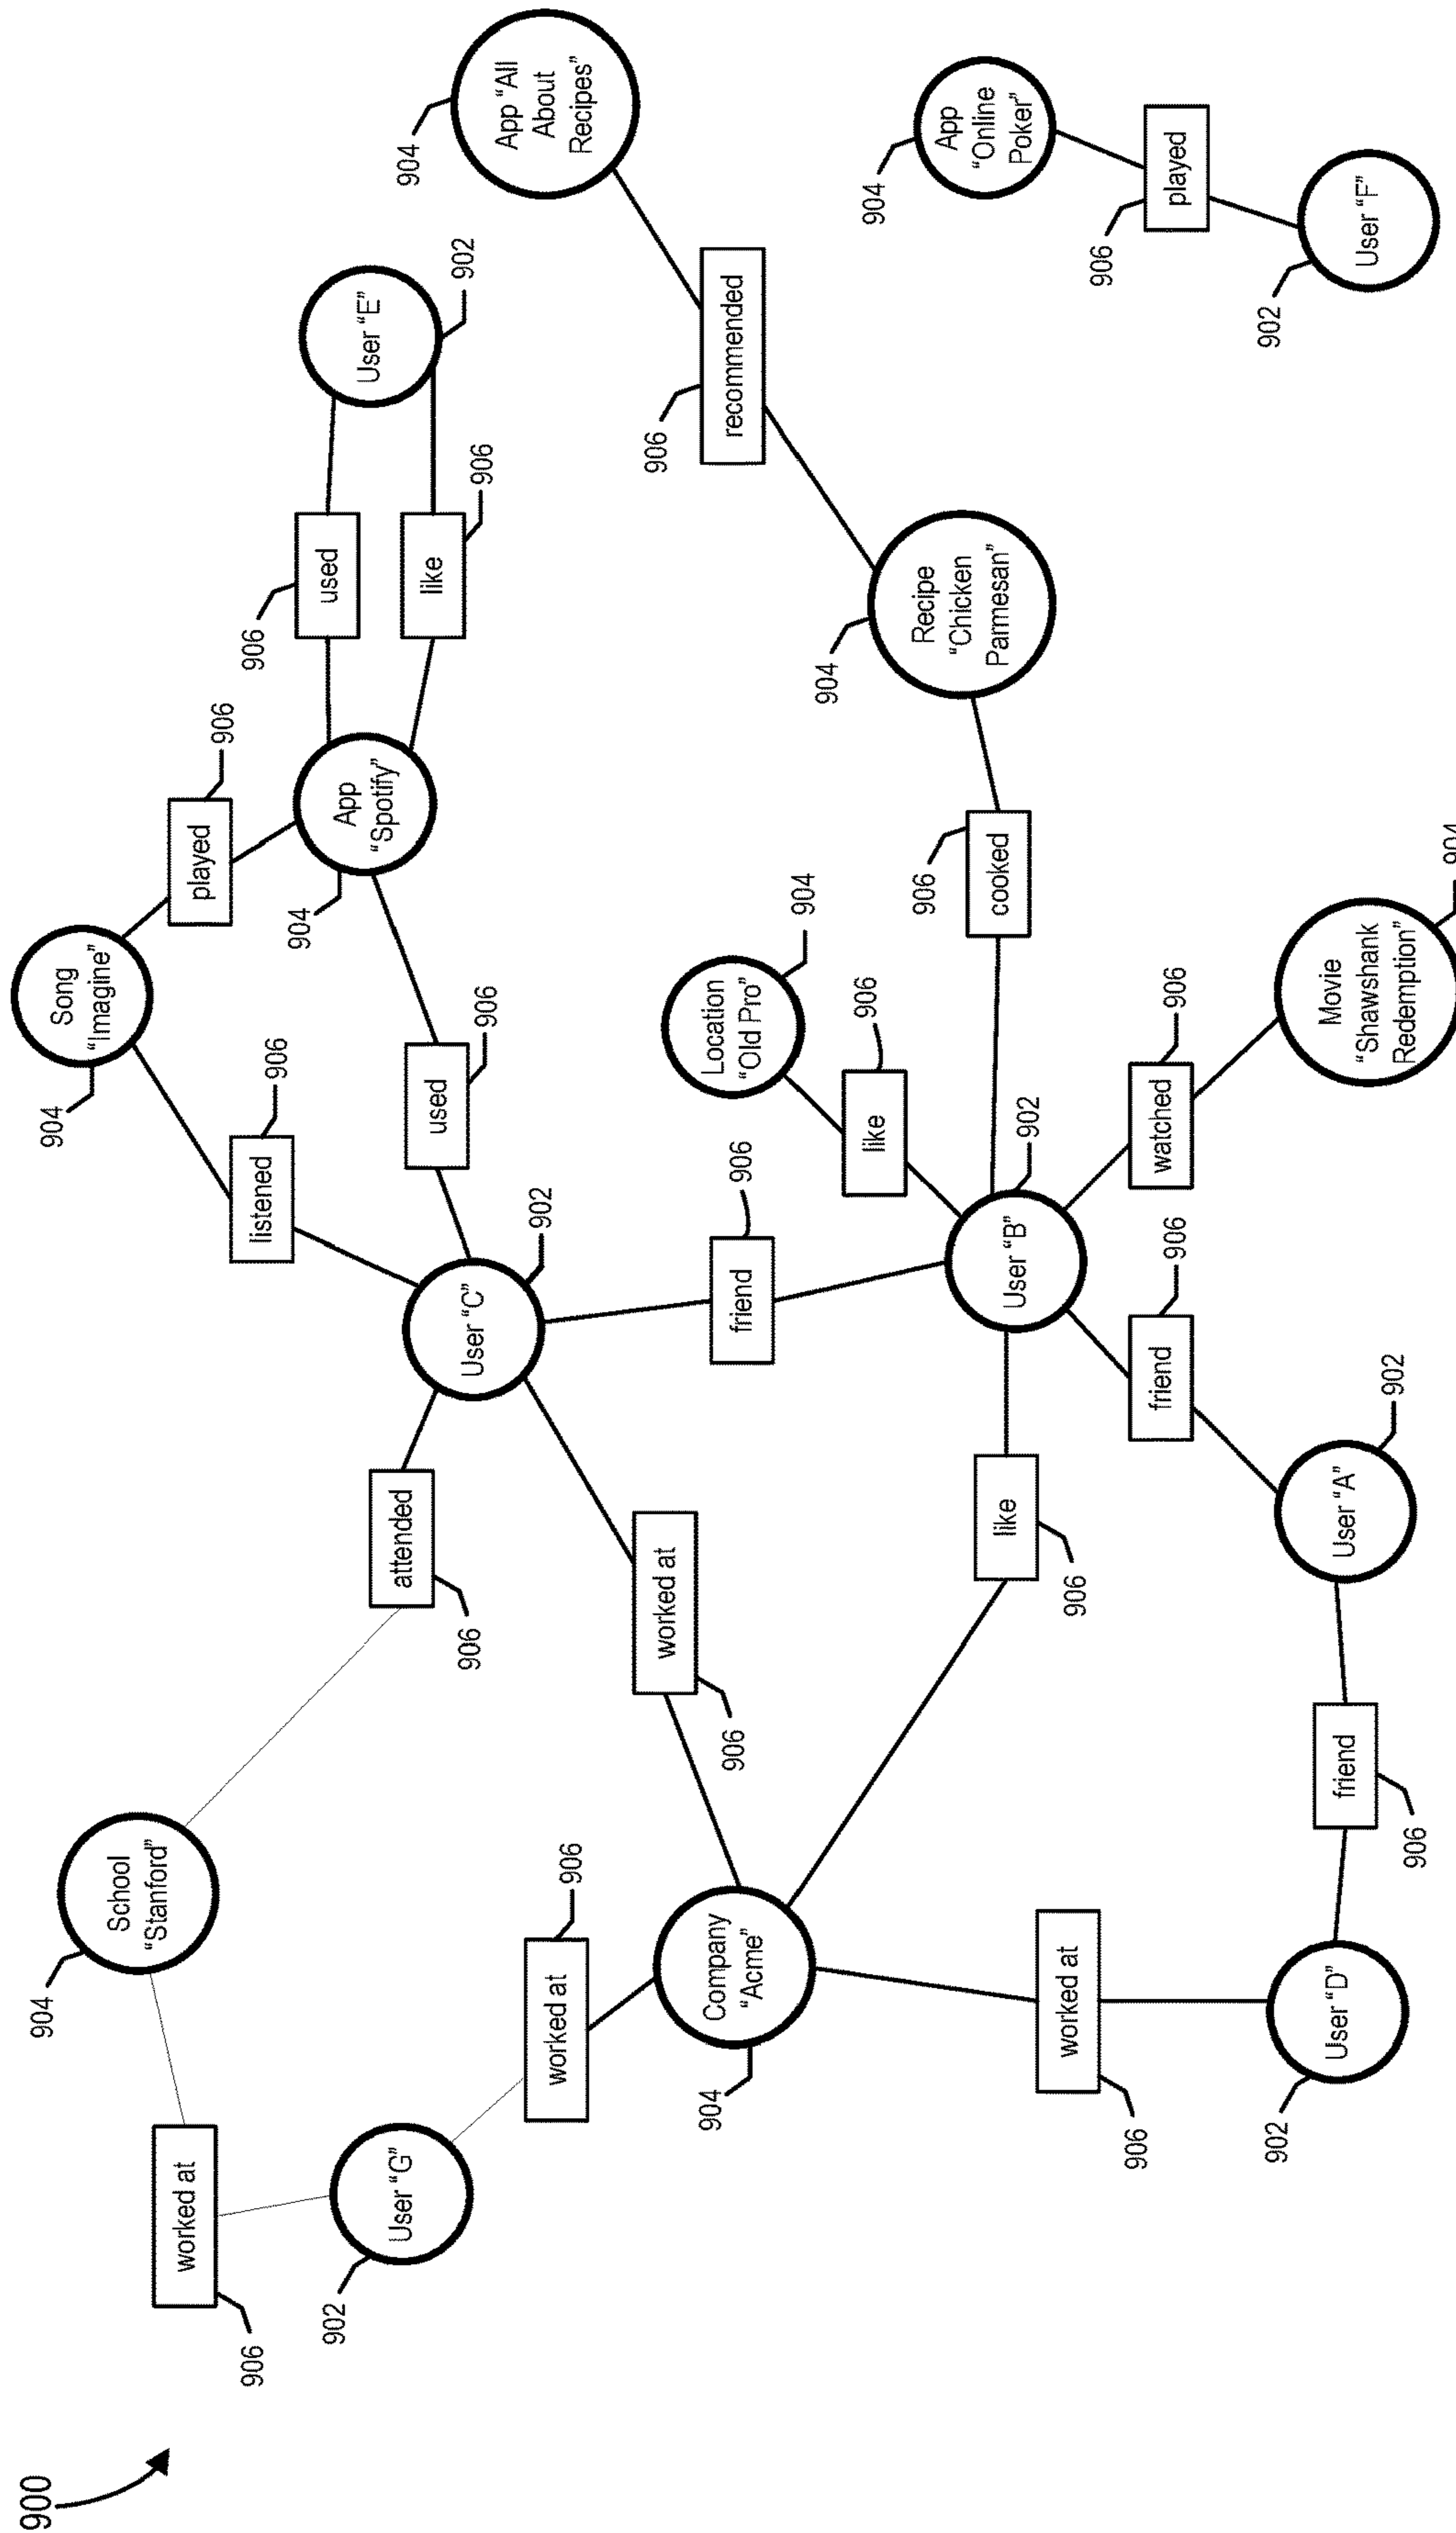 900
904
906
902
worked at
School
“Stanford”
904
Song
“Imagine”
played
906
listened
906
906
used
User “E”
902
User “G”
906
attended
904
App
“Spotify”
like
906
904
App “All
About
Recipes”
worked at
906
User “C”
902
used
906
906
worked at
906
904
Company
“Acme”
friend
906
Location
“Old Pro”
904
906
recommended
like
906
904
Recipe
“Chicken
Parmesan”
906
cooked
904
App
“Online
Poker”
906
worked at
like
906
User “B”
902
906
played
902
friend
906
watched
906
902
User “D”
friend
906
User “A”
902
Movie
“Shawshank
Redemption”
904
User “F”